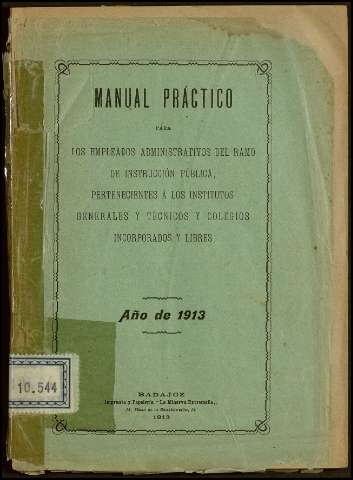 MANUAL PRÁCTICO
PARA
LOS EMPLEADOS ADMINISTRATIVOS DEL RAMO
DE INSTRUCCIÓN PÚBLICA,
PERTENECIENTES Á LOS INSTITUTOS
GENERALES Y TÉCNICOS Y COLEGIOS
INCORPORADOS Y LIBRES
Año de 1913
10.544
BADAJOZ
Imprenta y Papelería «La Minerva Extremeña»
1913